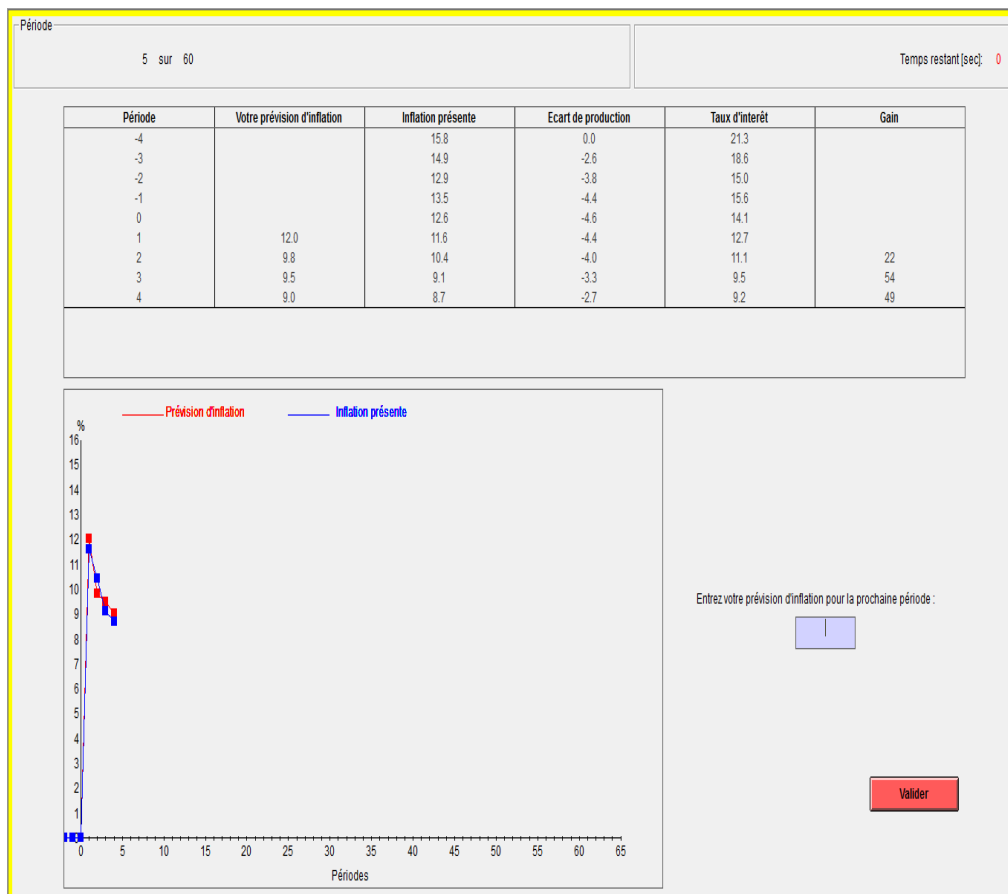 Période
5 sur 60
Temps restant [sec]: 0
Période Votre prévision d'inflation Inflation présente Ecart de production Taux d'interêt Gain
-4 15.8 0.0 21.3
-3 14.9 -2.6 18.6
-2 12.9 -3.8 15.0
-1 13.5 -4.4 15.6
0 12.6 -4.6 14.1
1 12.0 11.6 -4.4 12.7
2 9.8 10.4 -4.0 11.1 22
3 9.5 9.1 -3.3 9.5 54
4 9.0 8.7 -2.7 9.2 49
Prévision d'inflation Inflation présente
%
16
15
14
13
12
11
10
9
8
7
6
5
4
3
2
1
0 5 10 15 20 25 30 35 40 45 50 55 60 65
Périodes
Entrez votre prévision d'inflation pour la prochaine période :
Valider